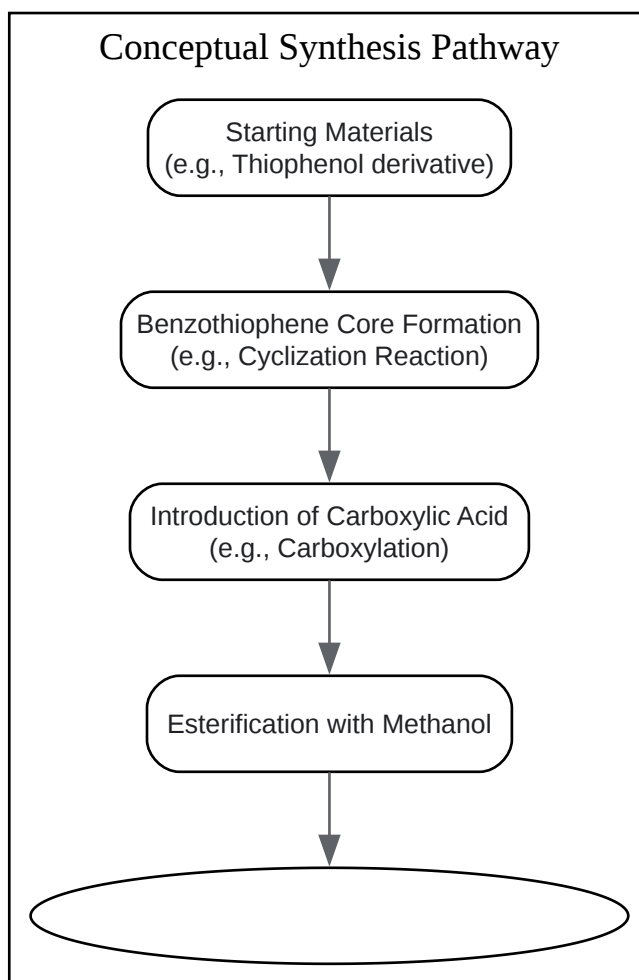 Conceptual Synthesis Pathway
Starting Materials
(e.g., Thiophenol derivative)
Benzothiophene Core Formation
(e.g., Cyclization Reaction)
Introduction of Carboxylic Acid
(e.g., Carboxylation)
Esterification with Methanol